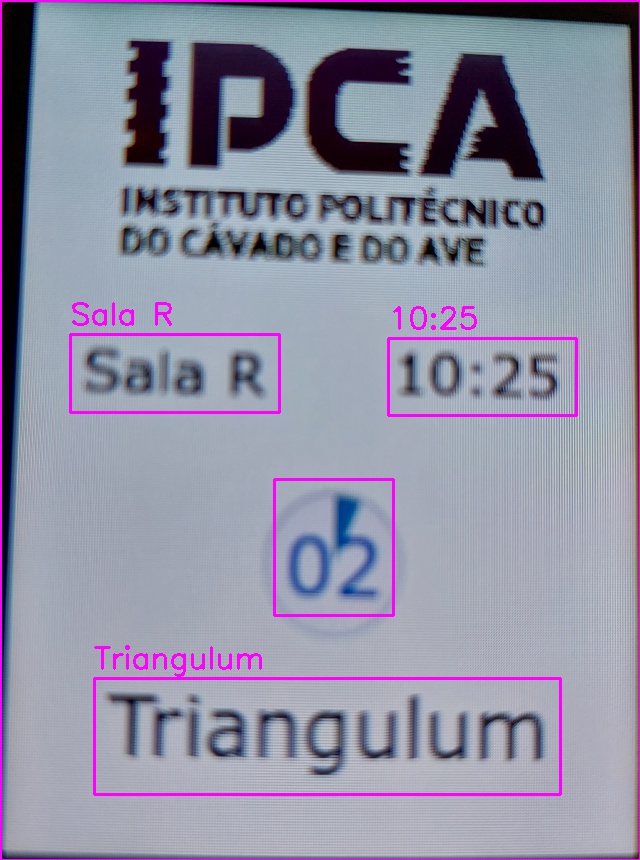 IPCA
INSTITUTO POLITÉCNICO
DO CÁVADO E DO AVE
Sala R 10:25
Sala R 10:25
02
Triangulum
Triangulum